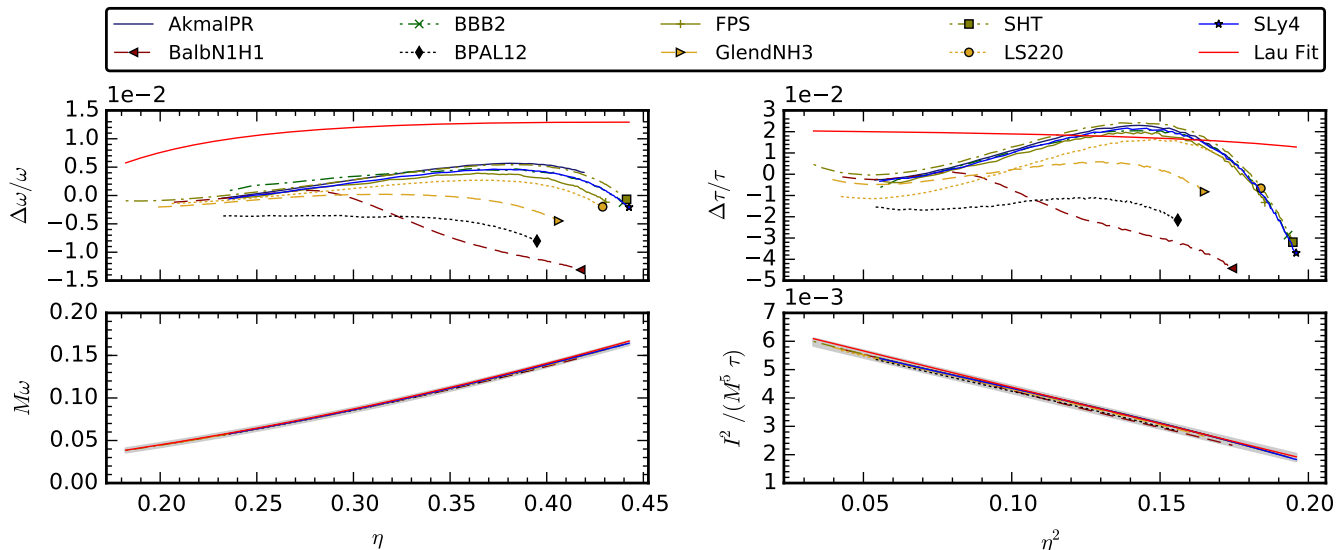 AkmalPR BBB2 FPS SHT SLy4
BalbN1H1 BPAL12 GlendNH3 LS220 Lau Fit
1e−2
1.5
1.0
0.5
0.0
−0.5
−1.0
−1.5
Δω/ω
1e−2
3
2
1
0
−1
−2
−3
−4
−5
Δτ/τ
0.20
0.15
0.10
0.05
0.00
Mω
0.20 0.25 0.30 0.35 0.40 0.45
η
1e−3
7
6
5
4
3
2
1
I² /(M⁵ τ)
0.05 0.10 0.15 0.20
η²